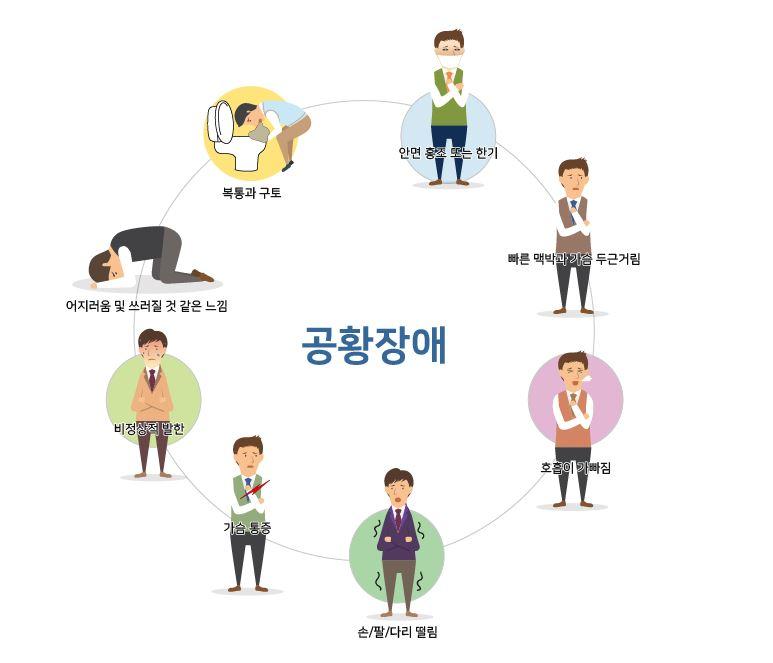 안면 홍조 또는 한기
복통과 구토
빠른 맥박과 가슴 두근거림
어지러움 및 쓰러질 것 같은 느낌
공황장애
비정상적 발한
호흡이 가빠짐
가슴 통증
손/팔/다리 떨림